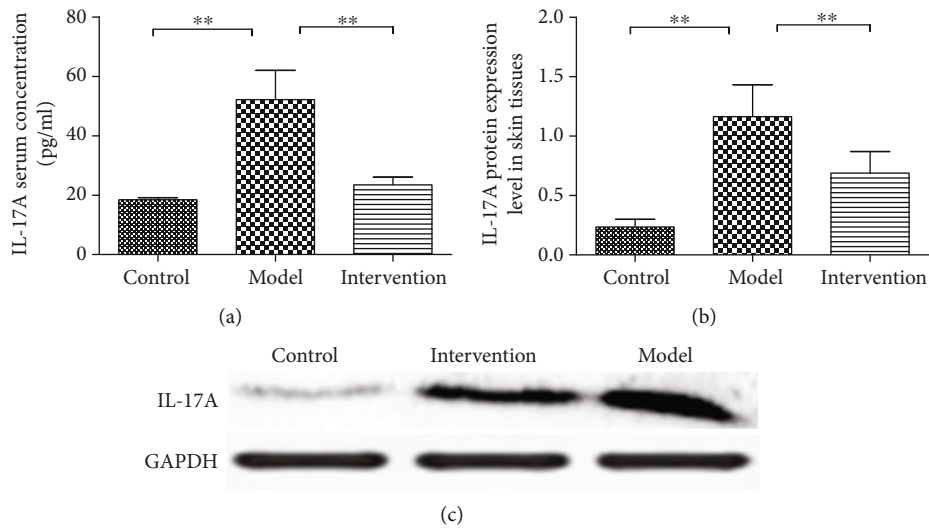 IL-17A serum concentration
(pg/ml)
80
60
40
20
0
**
**
Control
Model
Intervention
(a)
IL-17A protein expression
level in skin tissues
2.0
1.5
1.0
0.5
0.0
**
**
Control
Model
Intervention
(b)
Control
Intervention
Model
IL-17A
GAPDH
(c)